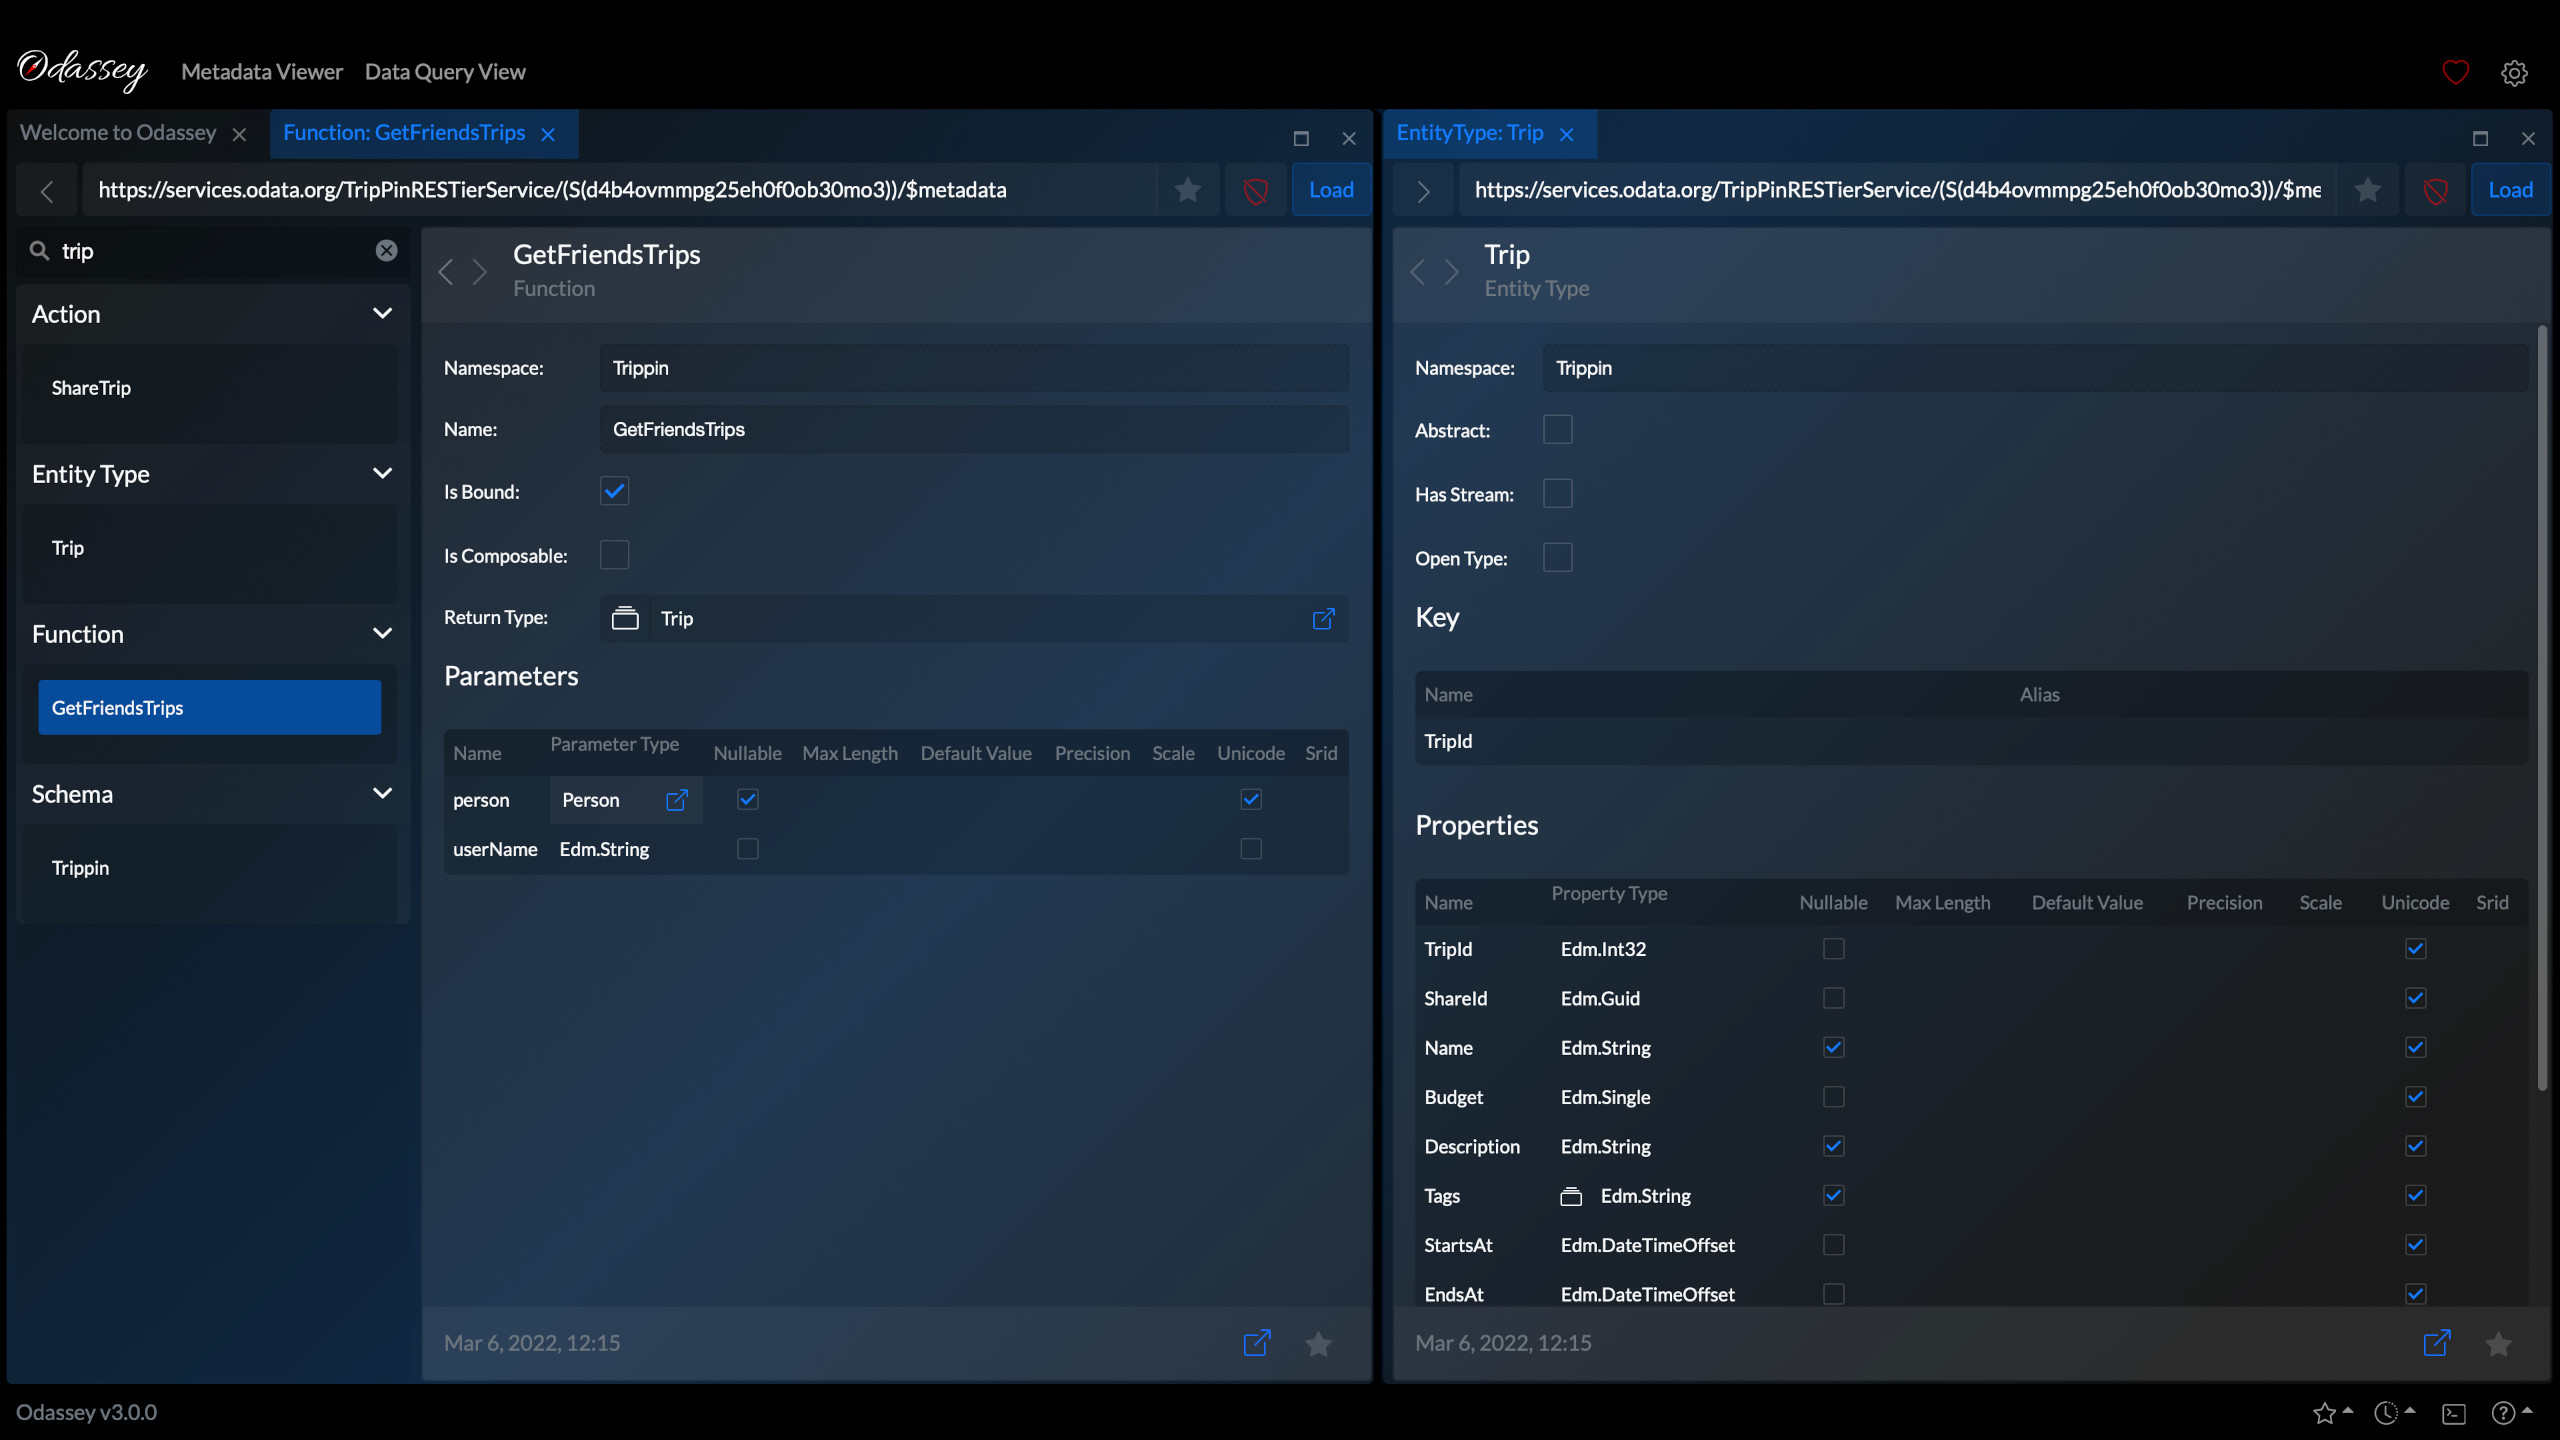 Odassey Metadata Viewer Data Query View
Welcome to Odassey Function: GetFriendsTrips
https://services.odata.org/TripPinRESTierService/(S(d4b4ovmmpg25eh0f0ob30mo3))/$metadata Load
trip
Action
ShareTrip
Entity Type
Trip
Function
GetFriendsTrips
Schema
Trippin
GetFriendsTrips
Function
Namespace: Trippin
Name: GetFriendsTrips
Is Bound:
Is Composable:
Return Type: Trip
Parameters
Name Parameter Type Nullable Max Length Default Value Precision Scale Unicode Srid
person Person
userName Edm.String
Mar 6, 2022, 12:15
EntityType: Trip
https://services.odata.org/TripPinRESTierService/(S(d4b4ovmmpg25eh0f0ob30mo3))/$me Load
Trip
Entity Type
Namespace: Trippin
Abstract:
Has Stream:
Open Type:
Key
Name Alias
TripId
Properties
Name Property Type Nullable Max Length Default Value Precision Scale Unicode Srid
TripId Edm.Int32
ShareId Edm.Guid
Name Edm.String
Budget Edm.Single
Description Edm.String
Tags Edm.String
StartsAt Edm.DateTimeOffset
EndsAt Edm.DateTimeOffset
Mar 6, 2022, 12:15
Odassey v3.0.0